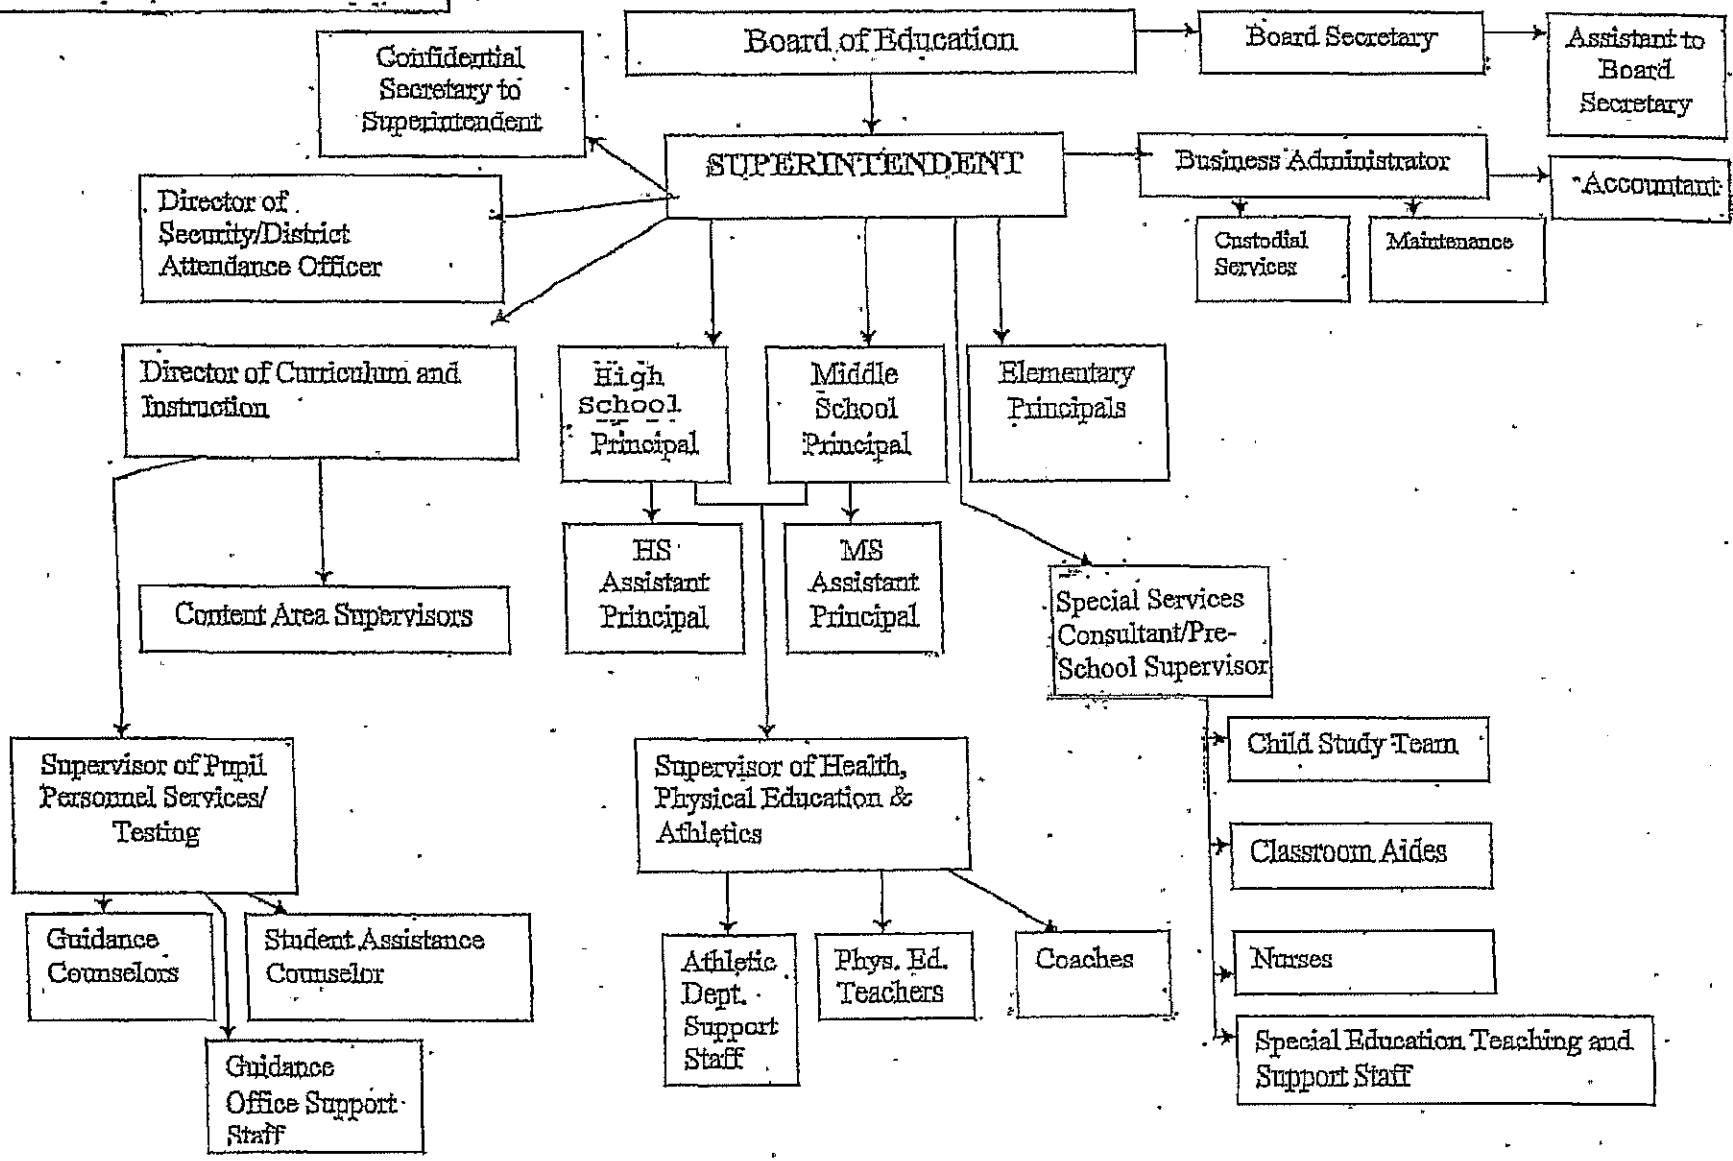 Board of Education
Board Secretary
Assistant to
Board
Secretary
Confidential
Secretary to
Superintendent
SUPERINTENDENT
Business Administrator
Accountant
Director of
Security/District
Attendance Officer
Custodial
Services
Maintenance
Director of Curriculum and
Instruction
High
School
Principal
Middle
School
Principal
Elementary
Principals
HS
Assistant
Principal
MS
Assistant
Principal
Content Area Supervisors
Special Services
Consultant/Pre-
School Supervisor
Supervisor of Pupil
Personnel Services/
Testing
Supervisor of Health,
Physical Education &
Athletics
Child Study Team
Classroom Aides
Guidance
Counselors
Student Assistance
Counselor
Athletic
Dept.
Support
Staff
Phys. Ed.
Teachers
Coaches
Nurses
Special Education Teaching and
Support Staff
Guidance
Office Support
Staff